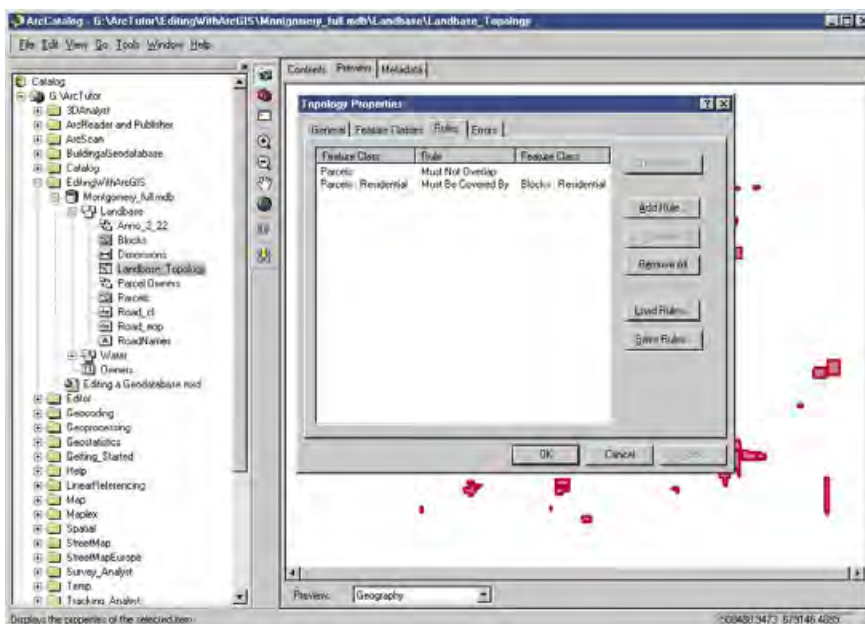 ArcCatalog - G:\ArcTutor\EditingWithArcGIS\Montgomery_full.mdb\Landbase\Landbase_Topology
File Edit View Go Tools Window Help
Catalog
G:\ArcTutor
3DAnalyst
ArcReader and Publisher
ArcScan
BuildingaGeodatabase
Catalog
EditingWithArcGIS
Montgomery_full.mdb
Landbase
Anno_2_22
Blocks
Dimensions
Landbase_Topology
Parcel Owners
Parcels
Road_cl
Road_eop
RoadNames
Water
Owners
Editing a Geodatabase.mxd
Editor
Geocoding
Geoprocessing
Geostatistics
Getting_Started
Help
LinearReferencing
Map
Maplex
Spatial
StreetMap
StreetMapEurope
Survey_Analyst
Temp
Tracking_Analyst
Contents Preview Metadata
Topology Properties
General Feature Classes Rules Errors
Feature Class Rule Feature Class
Parcels Must Not Overlap
Parcels : Residential Must Be Covered By Blocks : Residential
Add Rule...
Remove All
Load Rules...
Save Rules...
OK Cancel
Preview: Geography
Displays the properties of the selected item